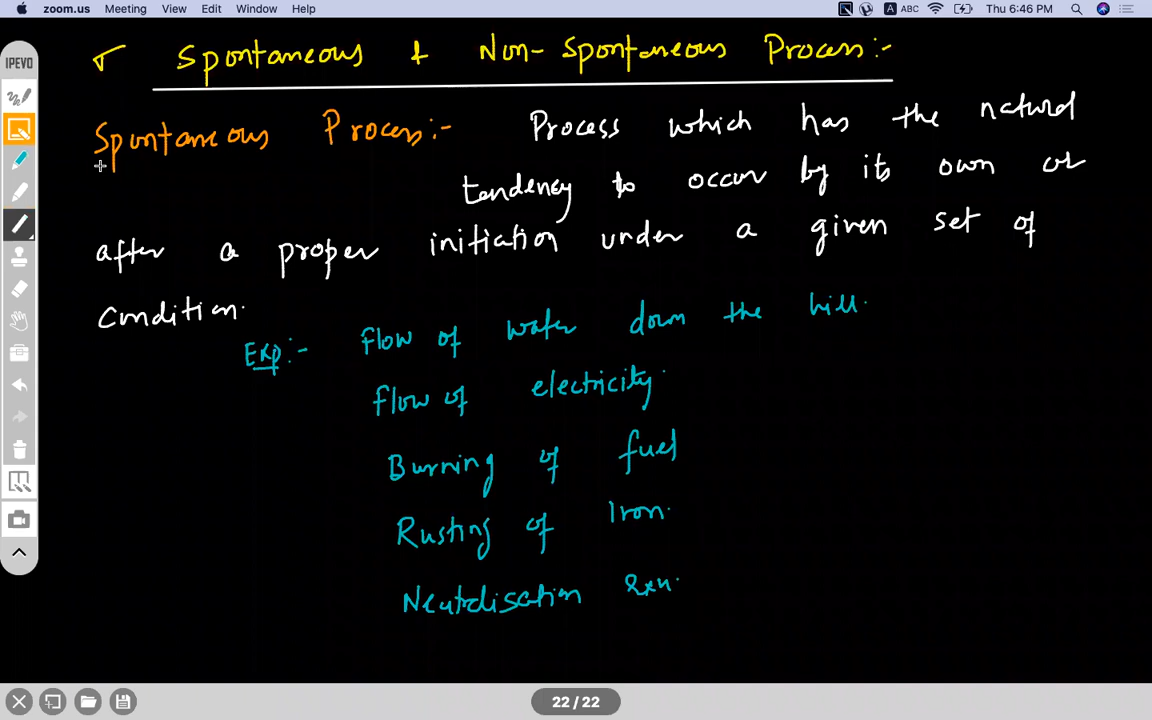 zoom.us Meeting View Edit Window Help A ABC Thu 6:46 PM
IPEVO
Spontaneous & Non-Spontaneous Process:-
Spontaneous Process:- Process which has the natural
tendency to occur by its own or
after a proper initiation under a given set of
condition.
Exp:- Flow of water down the hill.
Flow of electricity.
Burning of fuel
Rusting of Iron.
Neutralisation rxn.
22 / 22